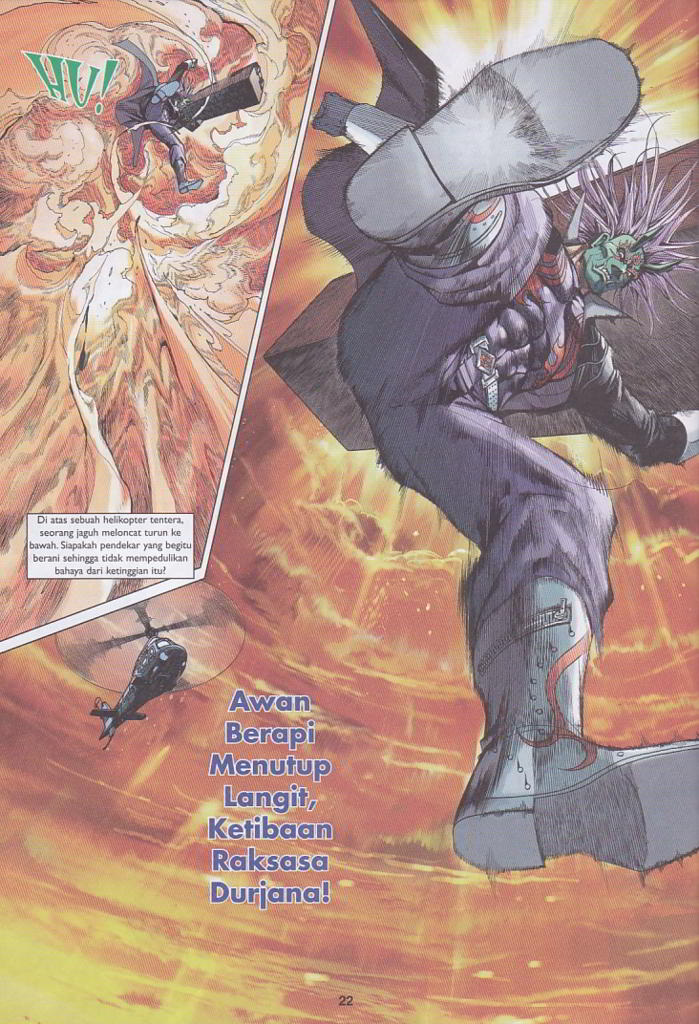 HU!
Di atas sebuah helikopter tentera,
seorang jaguh meloncat turun ke
bawah. Siapakah pendekar yang begitu
berani sehingga tidak mempedulikan
bahaya dari ketinggian itu?
Awan
Berapi
Menutup
Langit,
Ketibaan
Raksasa
Durjana!
22